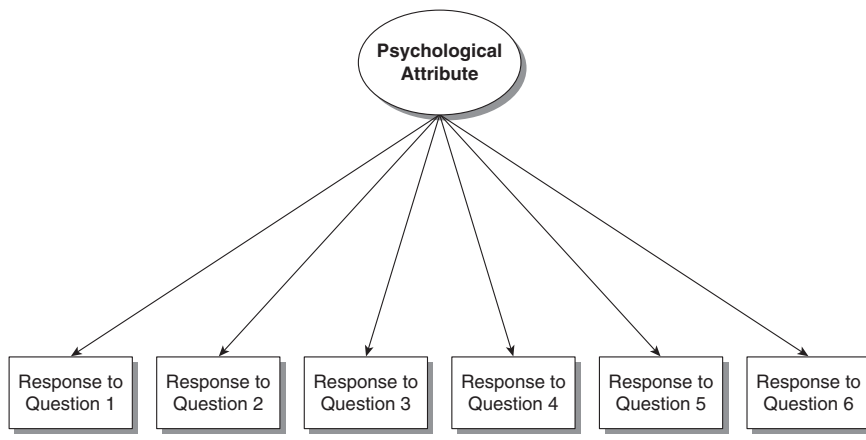 Psychological
Attribute
Response to
Question 1
Response to
Question 2
Response to
Question 3
Response to
Question 4
Response to
Question 5
Response to
Question 6